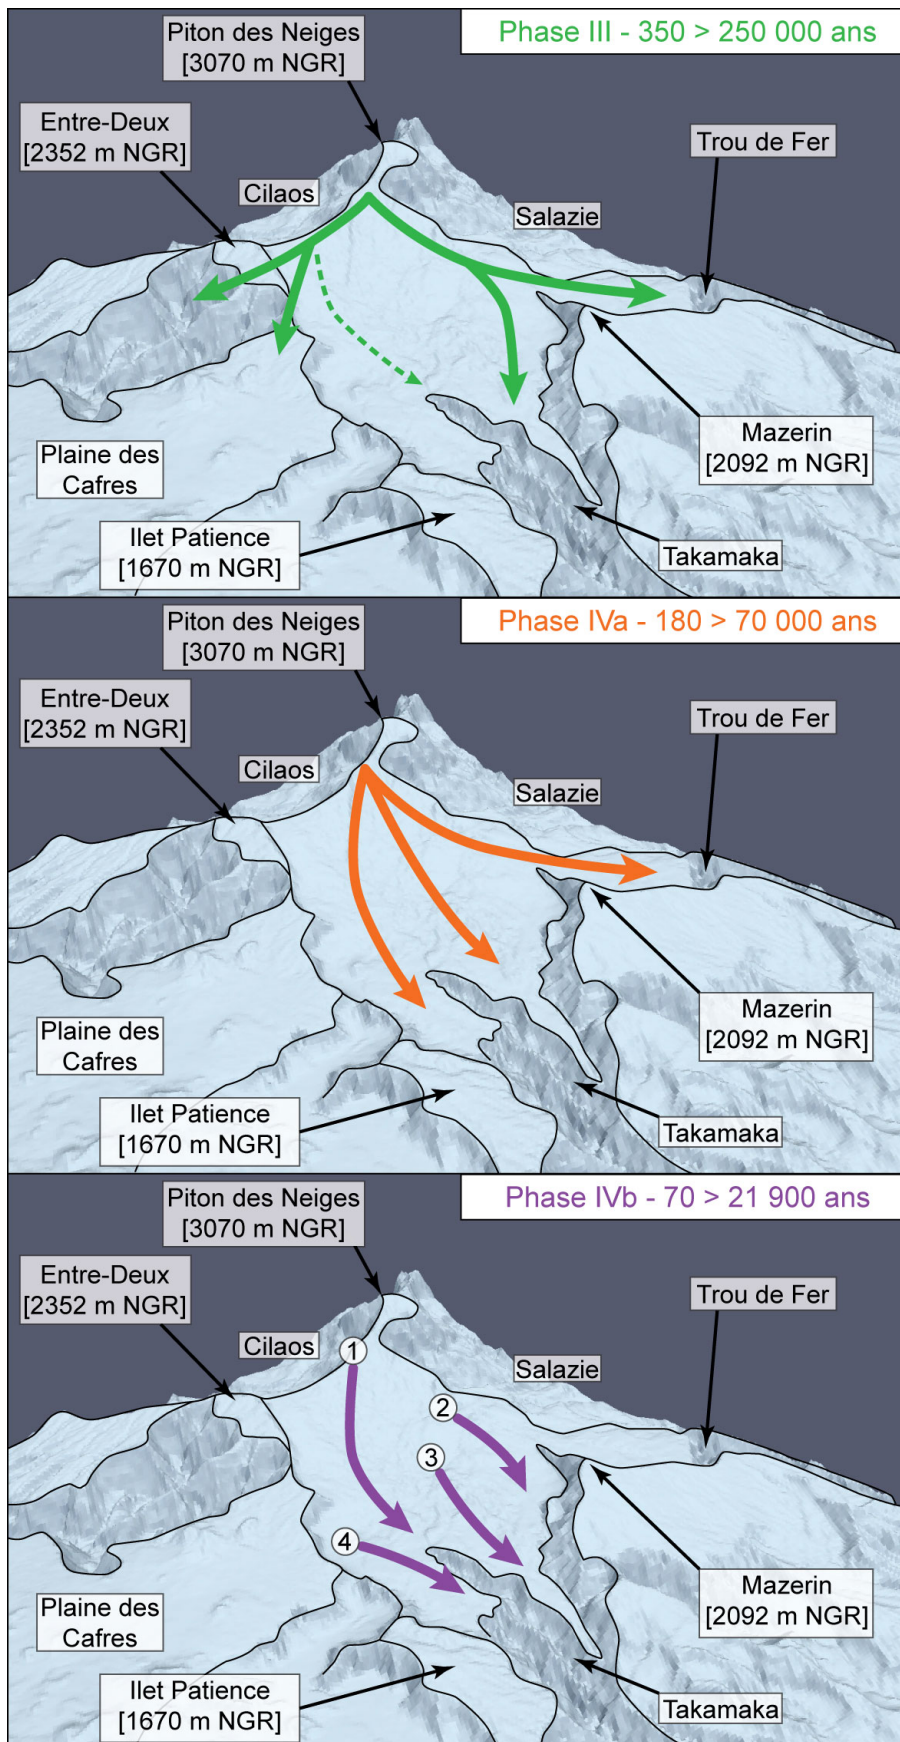 Phase III - 350 > 250 000 ans
Piton des Neiges
[3070 m NGR]
Entre-Deux
[2352 m NGR]
Trou de Fer
Cilaos
Salazie
Mazerin
[2092 m NGR]
Plaine des
Cafres
Ilet Patience
[1670 m NGR]
Takamaka
Phase IVa - 180 > 70 000 ans
Piton des Neiges
[3070 m NGR]
Entre-Deux
[2352 m NGR]
Trou de Fer
Cilaos
Salazie
Mazerin
[2092 m NGR]
Plaine des
Cafres
Ilet Patience
[1670 m NGR]
Takamaka
Phase IVb - 70 > 21 900 ans
Piton des Neiges
[3070 m NGR]
Entre-Deux
[2352 m NGR]
Trou de Fer
Cilaos
1
Salazie
2
3
4
Mazerin
[2092 m NGR]
Plaine des
Cafres
Ilet Patience
[1670 m NGR]
Takamaka